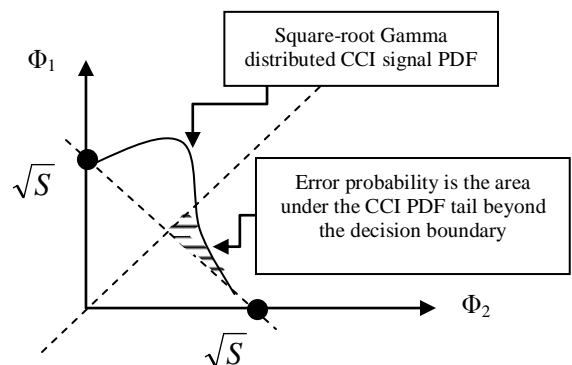 Square-root Gamma
distributed CCI signal PDF
Φ₁
√S
Error probability is the area
under the CCI PDF tail beyond
the decision boundary
Φ₂
√S